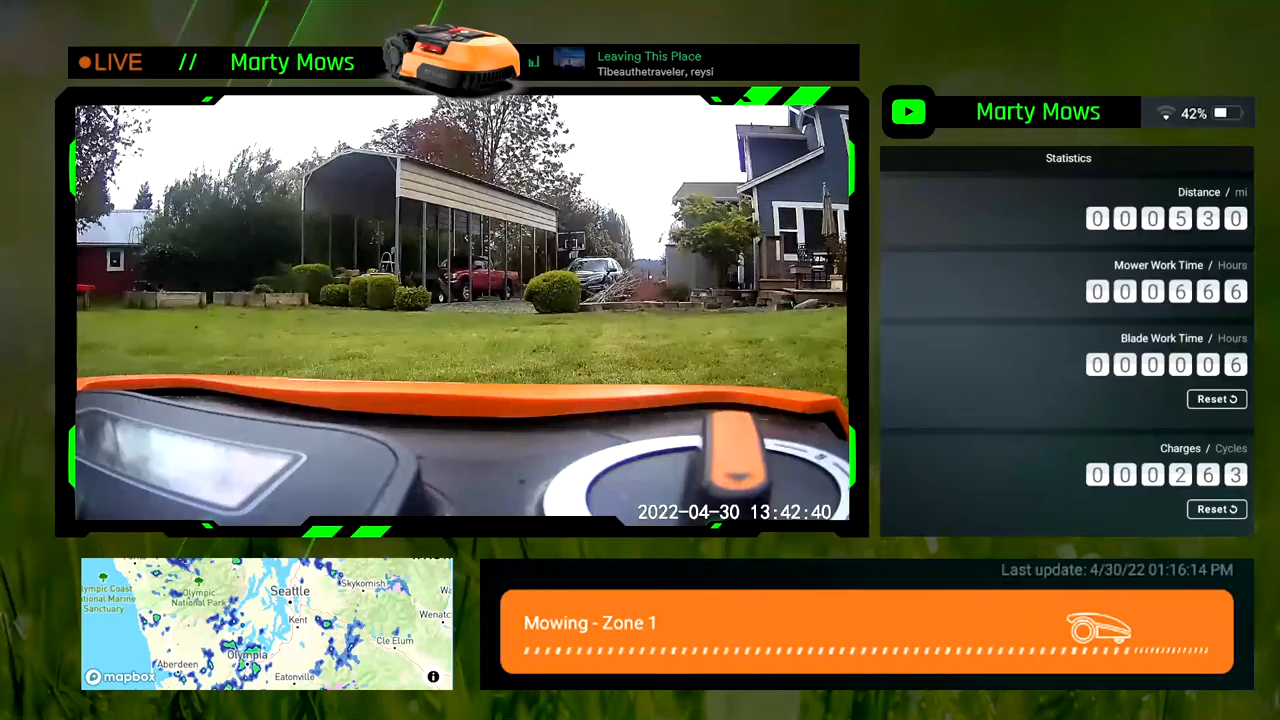 LIVE // Marty Mows
Leaving This Place
Tibeauthetraveler, reysi
Marty Mows
42%
Statistics
Distance / mi
000530
Mower Work Time / Hours
000666
Blade Work Time / Hours
000006
Reset
Charges / Cycles
000263
Reset
2022-04-30 13:42:40
Olympic
National Park
Seattle
Skykomish
Kent
Cle Elum
Aberdeen
Olympia
Eatonville
Wenatc
ympic Coast
tional Marine
Sanctuary
mapbox
Last update: 4/30/22 01:16:14 PM
Mowing - Zone 1